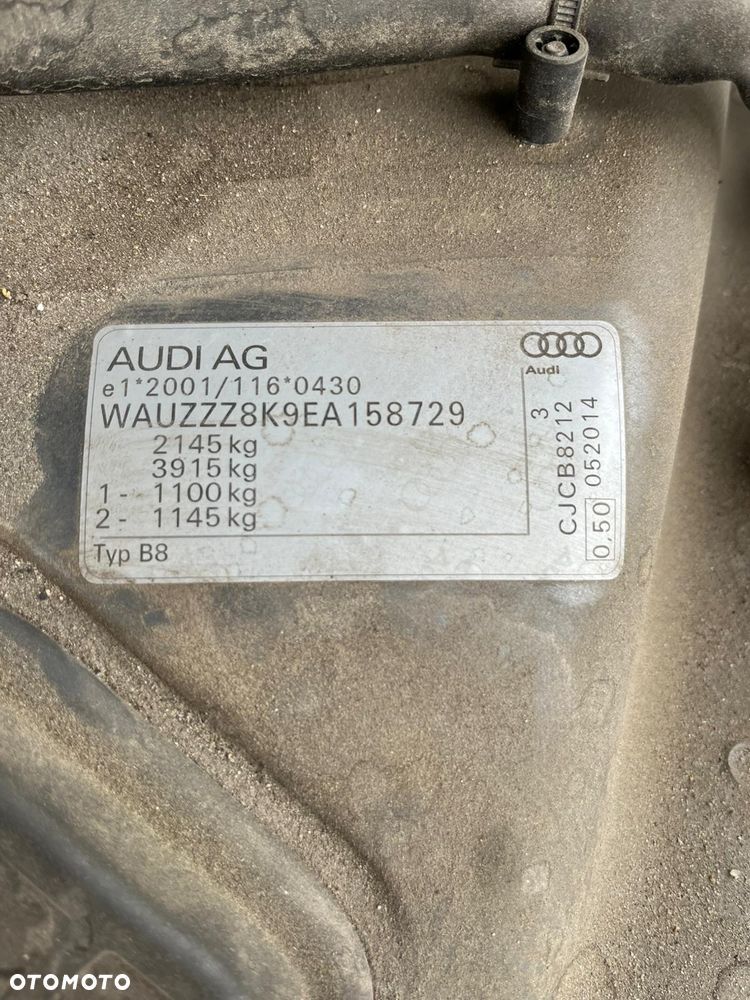 AUDI AG
e1*2001/116*0430
WAUZZZ8K9EA158729
2145 kg
3915 kg
1 - 1100 kg
2 - 1145 kg
Typ B8
Audi
CJCB8212 3
0,50 052014
OTOMOTO